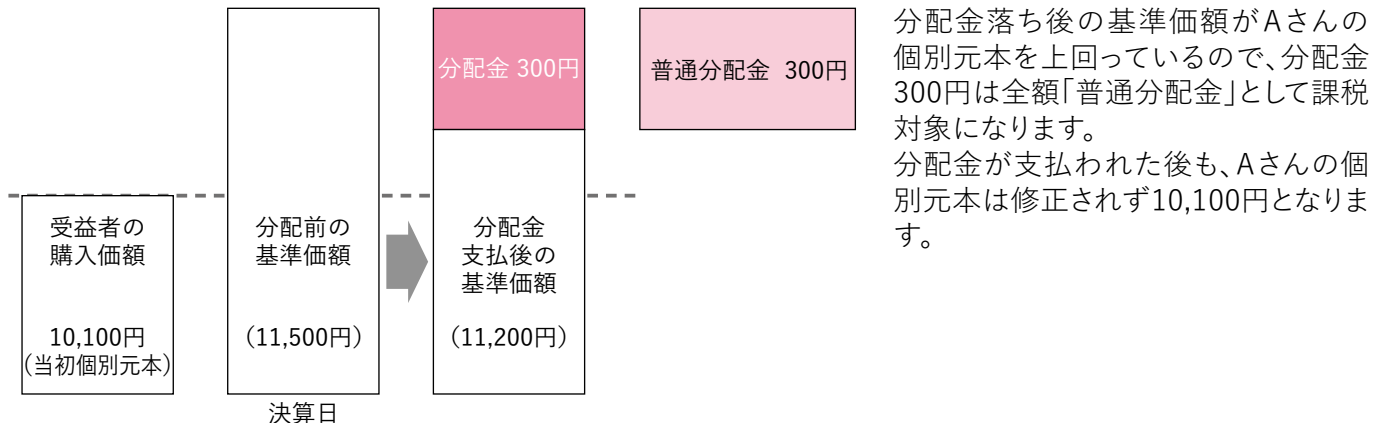 受益者の
購入価額
10,100円
(当初個別元本)
分配前の
基準価額
(11,500円)
決算日
分配金 300円
分配金
支払後の
基準価額
(11,200円)
普通分配金 300円
分配金落ち後の基準価額がAさんの
個別元本を上回っているので、分配金
300円は全額「普通分配金」として課税
対象になります。
分配金が支払われた後も、Aさんの個
別元本は修正されず10,100円となりま
す。